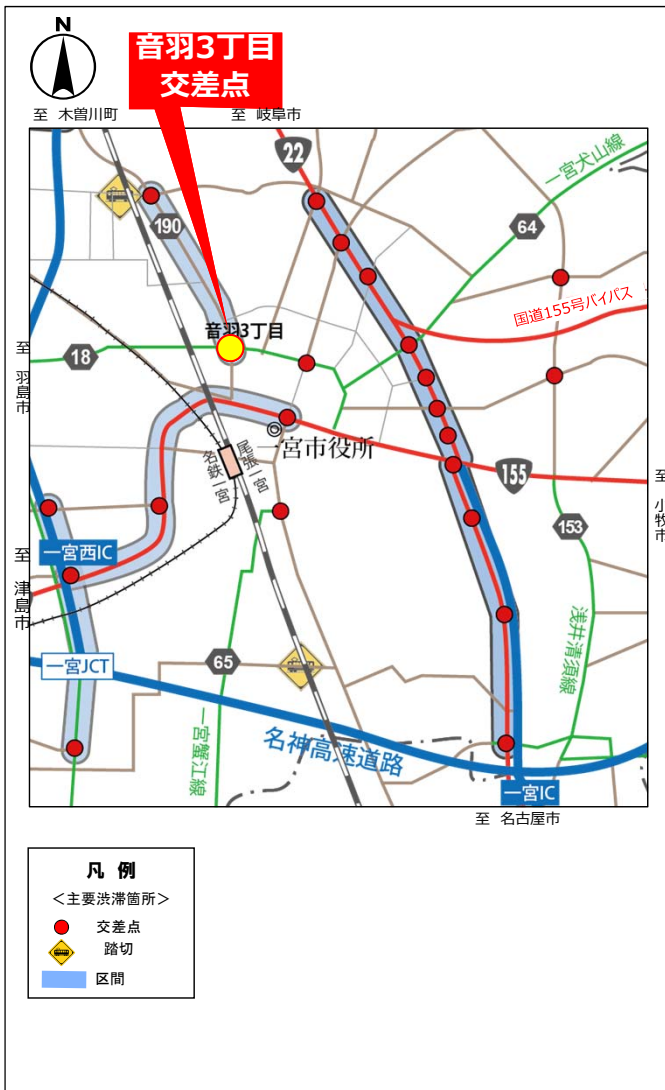 音羽3丁目
交差点
N
至 木曽川町
至 岐阜市
22
一宮犬山線
190
64
国道155号バイパス
音羽3丁目
至 羽島市
18
一宮市役所
尾張一宮
名鉄一宮
155
至 小牧市
153
一宮西IC
至 津島市
浅井清須線
一宮JCT
65
一宮蟹江線
名神高速道路
一宮IC
至 名古屋市
凡 例
＜主要渋滞箇所＞
交差点
踏切
区間